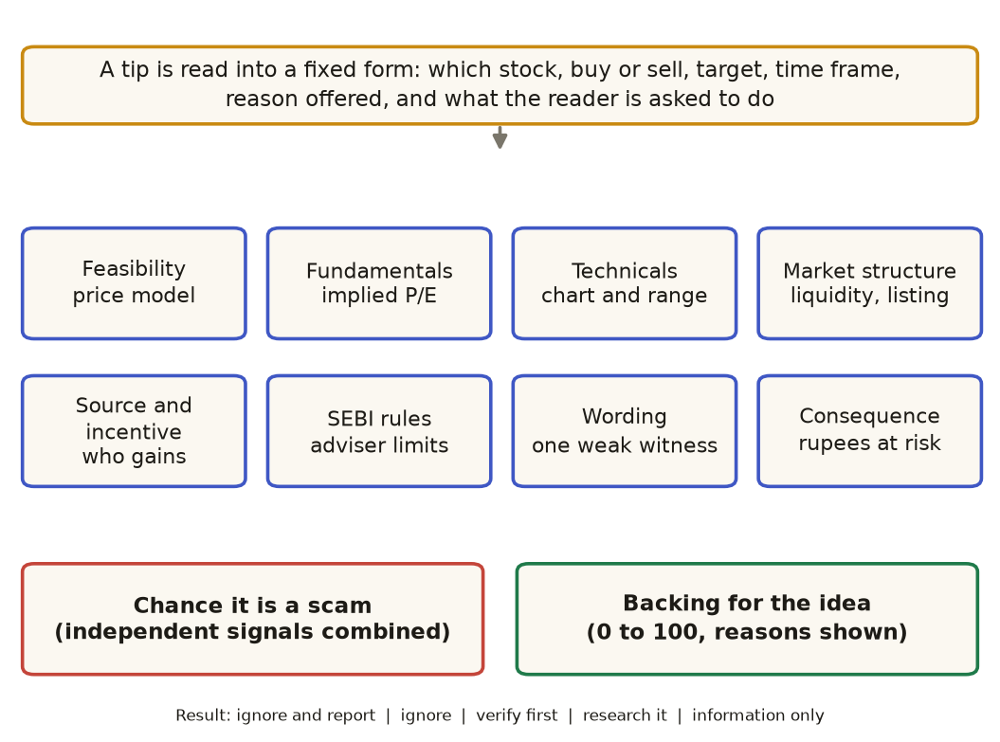 A tip is read into a fixed form: which stock, buy or sell, target, time frame,
reason offered, and what the reader is asked to do
Feasibility
price model
Fundamentals
implied P/E
Technicals
chart and range
Market structure
liquidity, listing
Source and
incentive
who gains
SEBI rules
adviser limits
Wording
one weak witness
Consequence
rupees at risk
Chance it is a scam
(independent signals combined)
Backing for the idea
(0 to 100, reasons shown)
Result: ignore and report | ignore | verify first | research it | information only